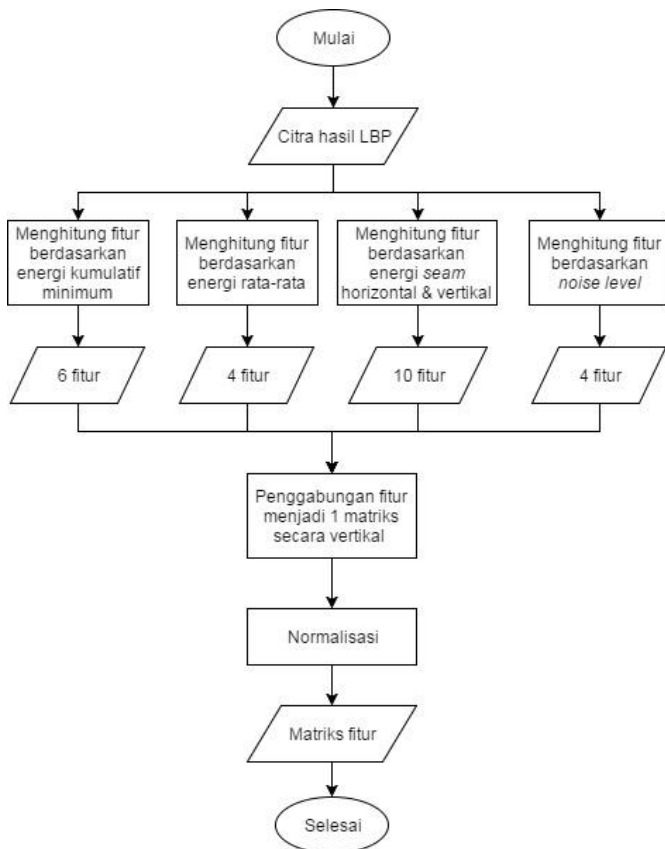 Mulai
Citra hasil LBP
Menghitung fitur
berdasarkan
energi kumulatif
minimum
Menghitung fitur
berdasarkan
energi rata-rata
Menghitung fitur
berdasarkan
energi seam
horizontal & vertikal
Menghitung fitur
berdasarkan
noise level
6 fitur
4 fitur
10 fitur
4 fitur
Penggabungan fitur
menjadi 1 matriks
secara vertikal
Normalisasi
Matriks fitur
Selesai